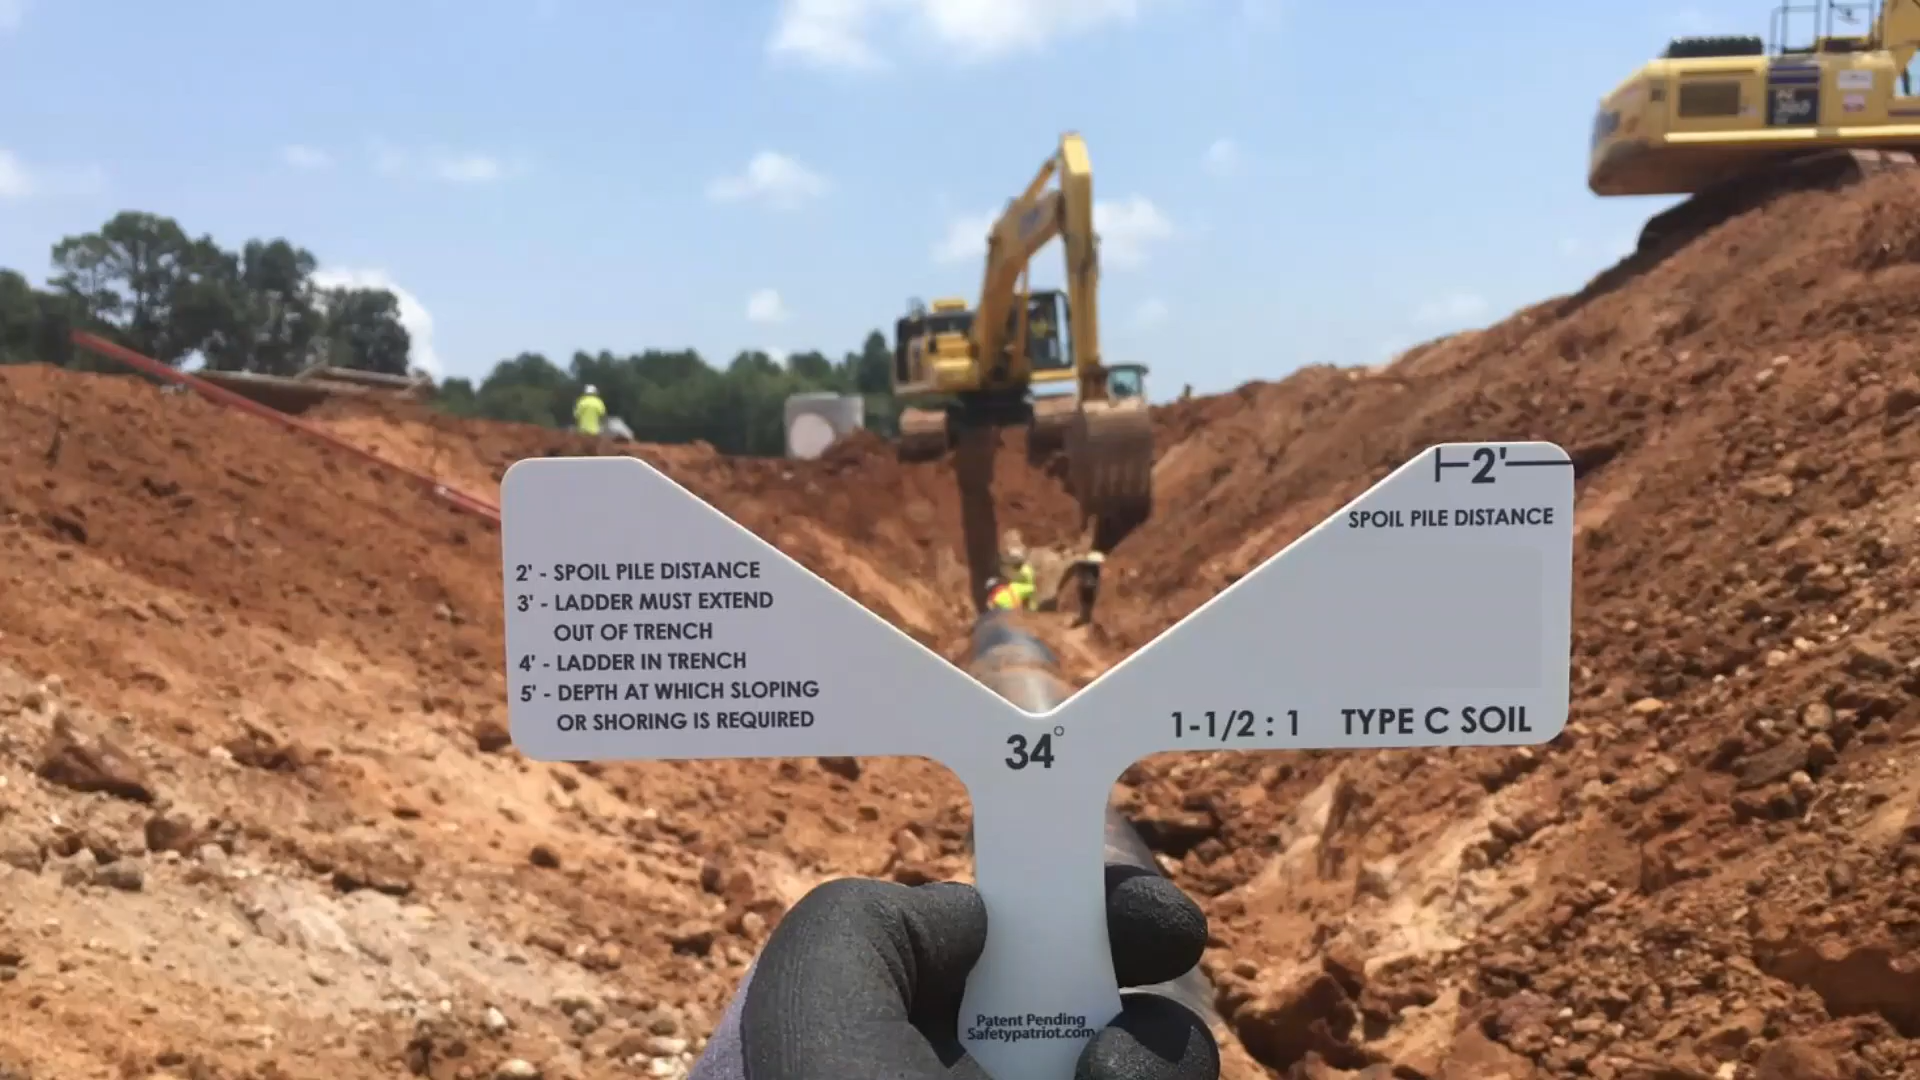 2'
SPOIL PILE DISTANCE
2' - SPOIL PILE DISTANCE
3' - LADDER MUST EXTEND
OUT OF TRENCH
4' - LADDER IN TRENCH
5' - DEPTH AT WHICH SLOPING
OR SHORING IS REQUIRED
34°
1-1/2 : 1 TYPE C SOIL
Patent Pending
Safetypatriot.com